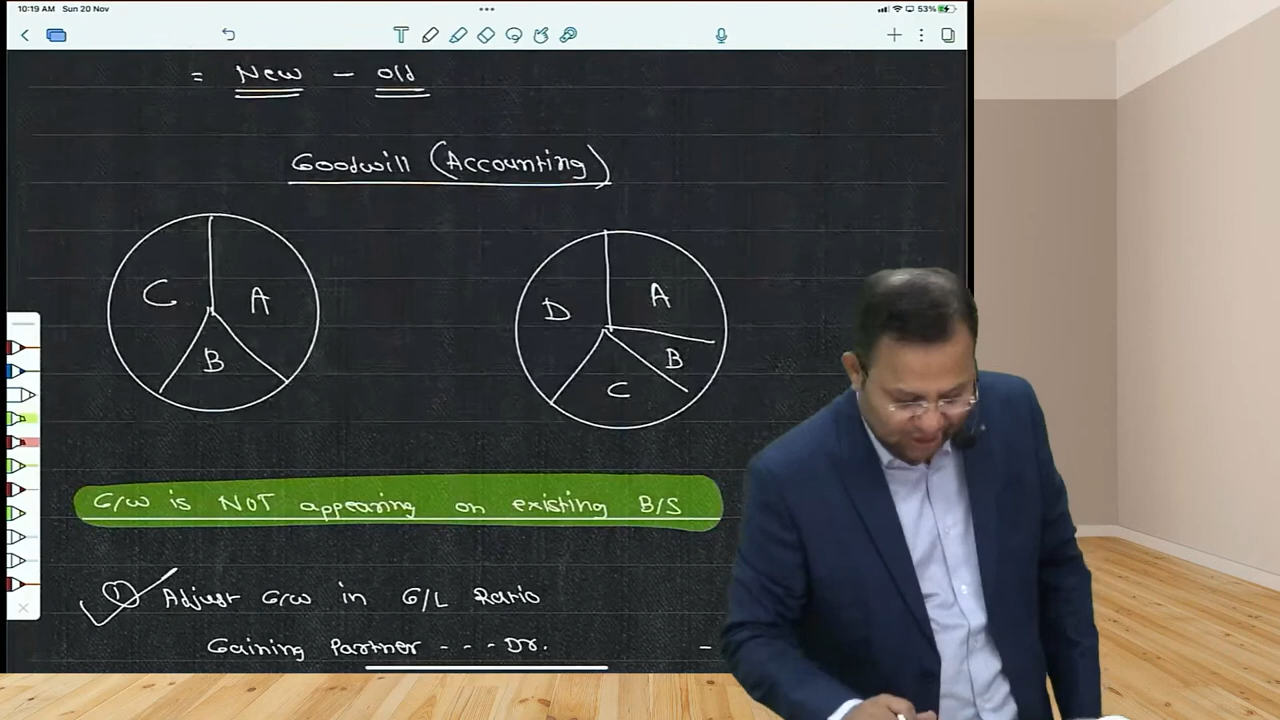 10:19 AM Sun 20 Nov
53%
= New - old
Goodwill (Accounting)
C
A
B
D
A
B
C
G/w is NOT appearing on existing B/S
① Adjust G/w in G/L Ratio
Gaining Partner - - - Dr. -